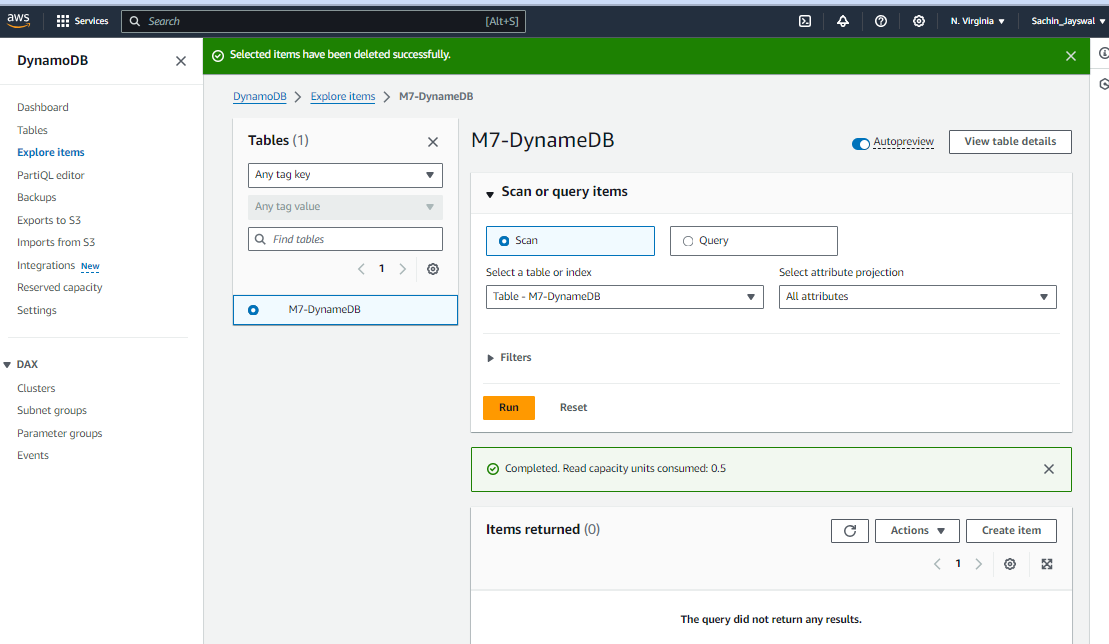 aws Services Search [Alt+S] N. Virginia Sachin_Jayswal
DynamoDB
Dashboard
Tables
Explore items
PartiQL editor
Backups
Exports to S3
Imports from S3
Integrations New
Reserved capacity
Settings
DAX
Clusters
Subnet groups
Parameter groups
Events
Selected items have been deleted successfully.
DynamoDB Explore items M7-DynameDB
Tables (1)
Any tag key
Any tag value
Find tables
1
M7-DynameDB
M7-DynameDB
Autopreview View table details
Scan or query items
Scan Query
Select a table or index Select attribute projection
Table - M7-DynameDB All attributes
Filters
Run Reset
Completed. Read capacity units consumed: 0.5
Items returned (0) Actions Create item
1
The query did not return any results.